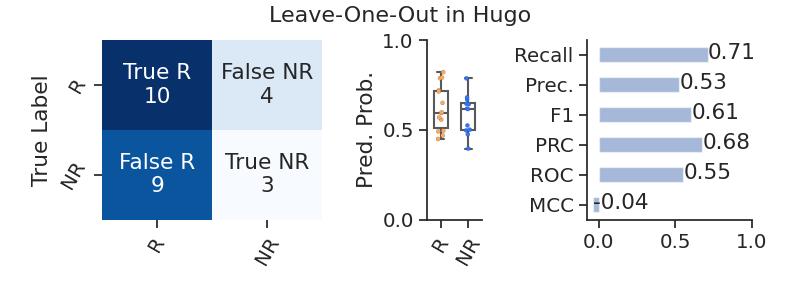 Leave-One-Out in Hugo
True Label
R
NR
True R
10
False NR
4
False R
9
True NR
3
R
NR
Pred. Prob.
1.0
0.5
0.0
R
NR
Recall
0.71
Prec.
0.53
F1
0.61
PRC
0.68
ROC
0.55
MCC
-0.04
0.0
0.5
1.0